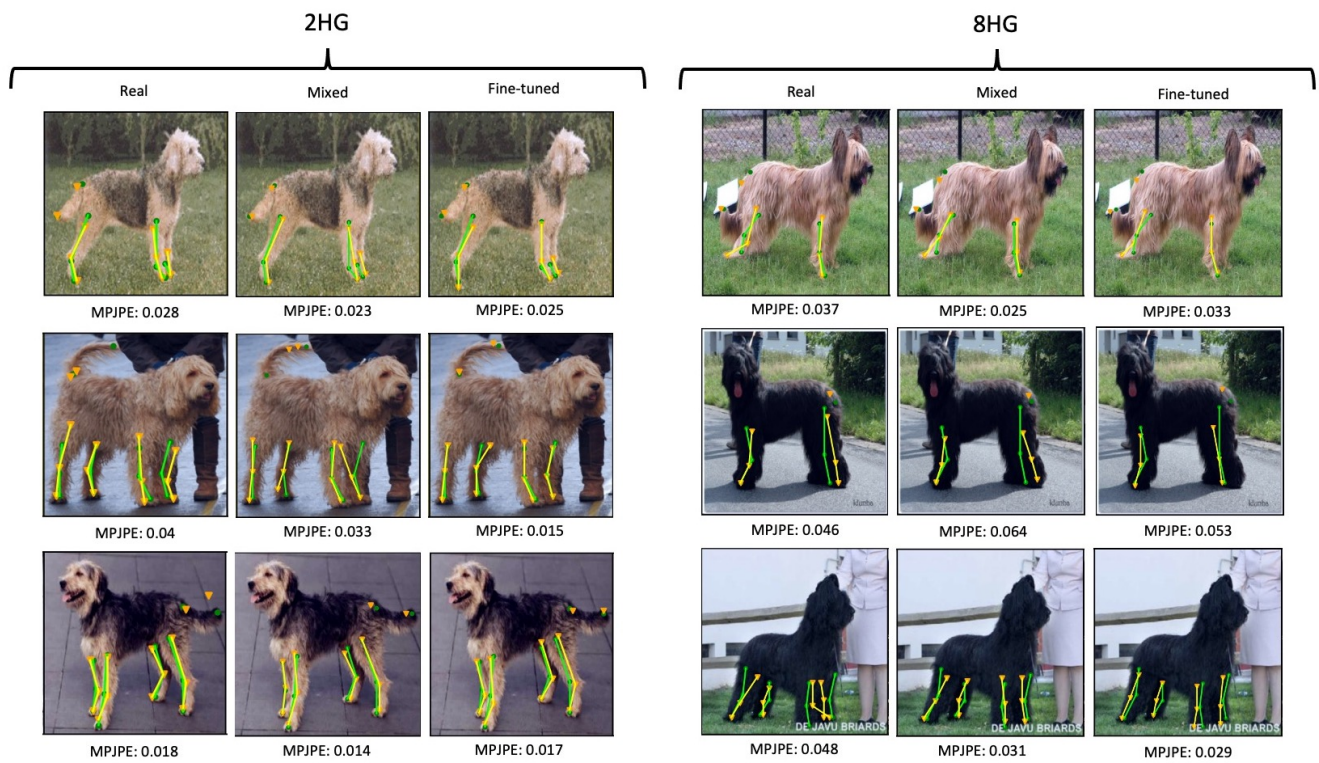 2HG
8HG
Real
Mixed
Fine-tuned
Real
Mixed
Fine-tuned
MPJPE: 0.028
MPJPE: 0.023
MPJPE: 0.025
MPJPE: 0.037
MPJPE: 0.025
MPJPE: 0.033
klunbs
klunbs
klunbs
MPJPE: 0.04
MPJPE: 0.033
MPJPE: 0.015
MPJPE: 0.046
MPJPE: 0.064
MPJPE: 0.053
DE JAVU BRIARDS
DE JAVU BRIARDS
DE JAVU BRIARDS
MPJPE: 0.018
MPJPE: 0.014
MPJPE: 0.017
MPJPE: 0.048
MPJPE: 0.031
MPJPE: 0.029